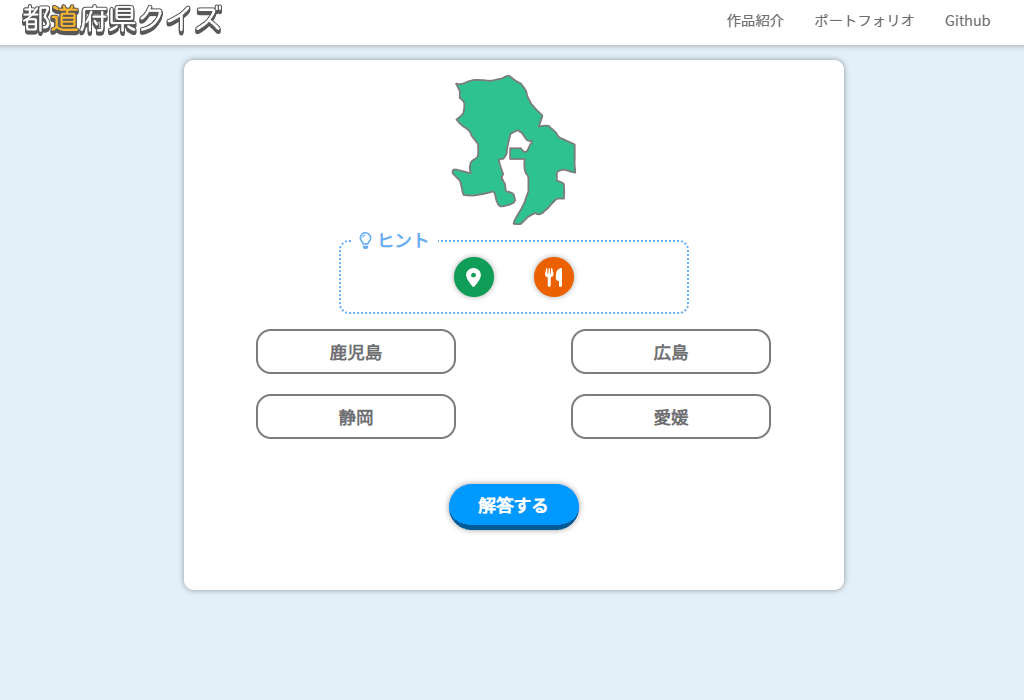 都道府県クイズ
作品紹介 ポートフォリオ Github
ヒント
鹿児島 広島
静岡 愛媛
解答する